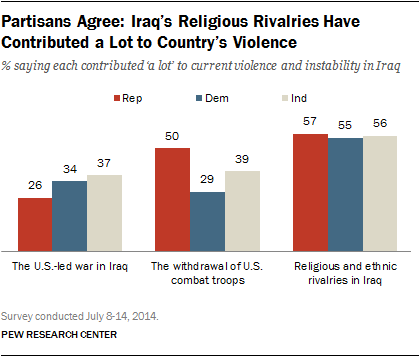 Partisans Agree: Iraq's Religious Rivalries Have
Contributed a Lot to Country's Violence
% saying each contributed 'a lot' to current violence and instability in Iraq
Rep Dem Ind
26 34 37
50 29 39
57 55 56
The U.S.-led war in Iraq
The withdrawal of U.S.
combat troops
Religious and ethnic
rivalries in Iraq
Survey conducted July 8-14, 2014.
PEW RESEARCH CENTER